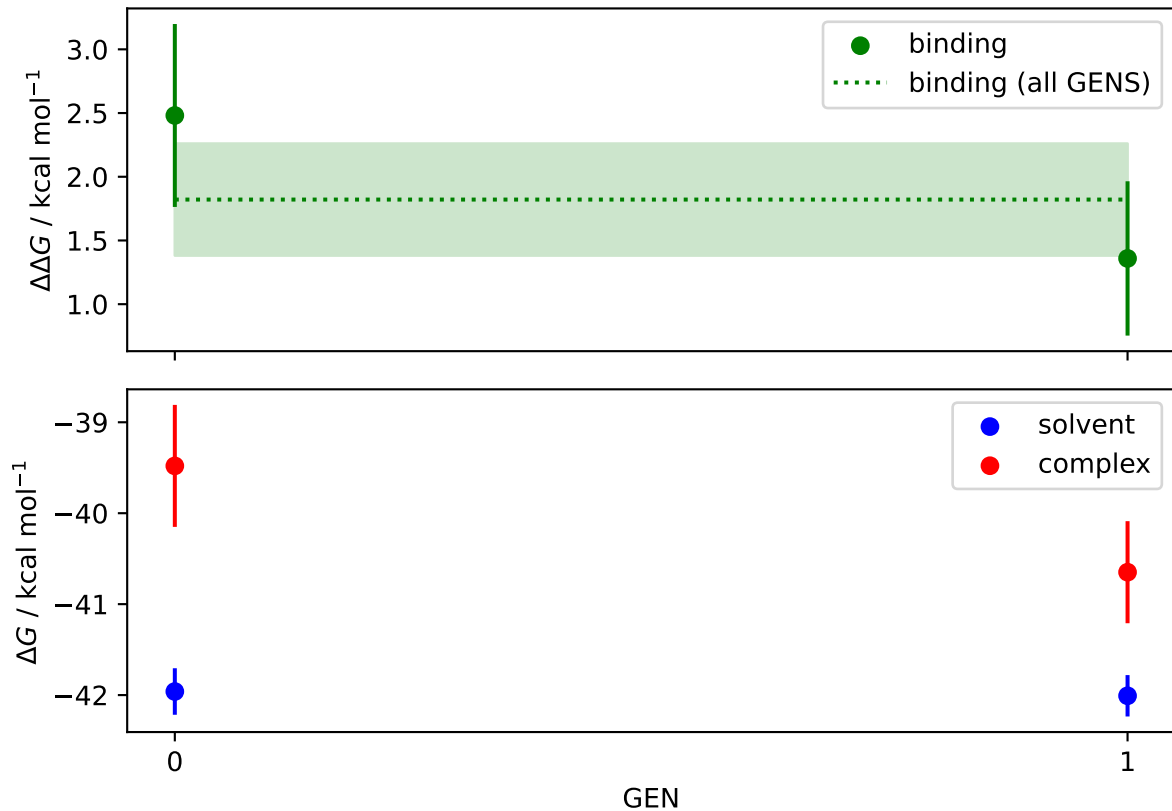 3.0
2.5
2.0
1.5
1.0
ΔΔG / kcal mol⁻¹
binding
binding (all GENS)
−39
−40
−41
−42
ΔG / kcal mol⁻¹
solvent
complex
0
1
GEN